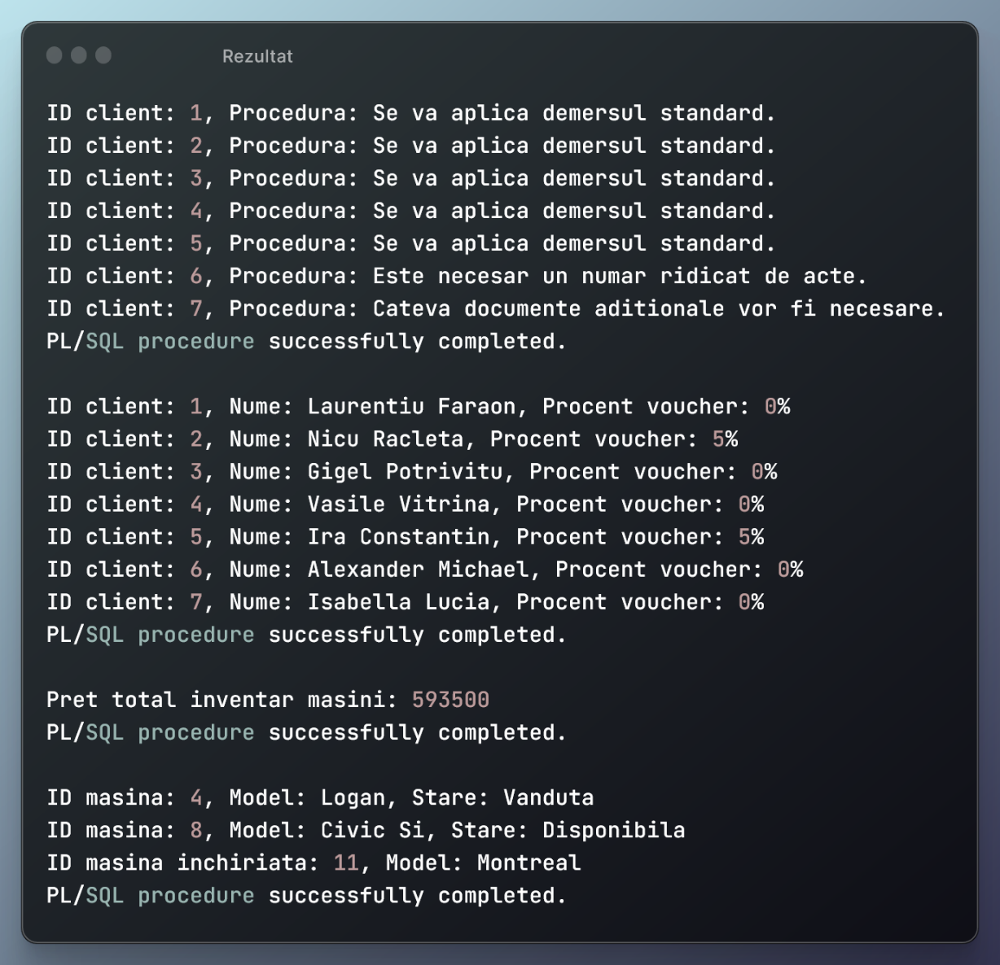 Rezultat
ID client: 1, Procedura: Se va aplica demersul standard.
ID client: 2, Procedura: Se va aplica demersul standard.
ID client: 3, Procedura: Se va aplica demersul standard.
ID client: 4, Procedura: Se va aplica demersul standard.
ID client: 5, Procedura: Se va aplica demersul standard.
ID client: 6, Procedura: Este necesar un numar ridicat de acte.
ID client: 7, Procedura: Cateva documente aditionale vor fi necesare.
PL/SQL procedure successfully completed.
ID client: 1, Nume: Laurentiu Faraon, Procent voucher: 0%
ID client: 2, Nume: Nicu Racleta, Procent voucher: 5%
ID client: 3, Nume: Gigel Potrivitu, Procent voucher: 0%
ID client: 4, Nume: Vasile Vitrina, Procent voucher: 0%
ID client: 5, Nume: Ira Constantin, Procent voucher: 5%
ID client: 6, Nume: Alexander Michael, Procent voucher: 0%
ID client: 7, Nume: Isabella Lucia, Procent voucher: 0%
PL/SQL procedure successfully completed.
Pret total inventar masini: 593500
PL/SQL procedure successfully completed.
ID masina: 4, Model: Logan, Stare: Vanduta
ID masina: 8, Model: Civic Si, Stare: Disponibila
ID masina inchiriata: 11, Model: Montreal
PL/SQL procedure successfully completed.